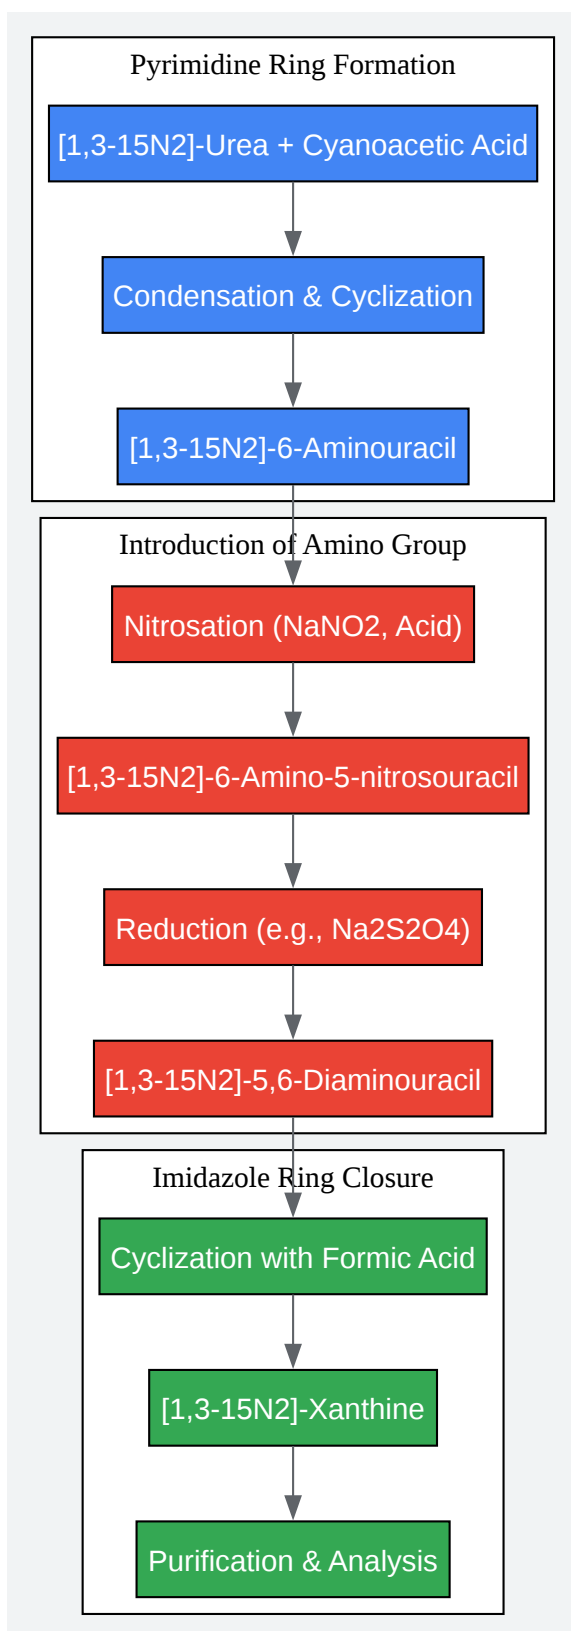 Pyrimidine Ring Formation
[1,3-15N2]-Urea + Cyanoacetic Acid
Condensation & Cyclization
[1,3-15N2]-6-Aminouracil
Introduction of Amino Group
Nitrosation (NaNO2, Acid)
[1,3-15N2]-6-Amino-5-nitrosouracil
Reduction (e.g., Na2S2O4)
[1,3-15N2]-5,6-Diaminouracil
Imidazole Ring Closure
Cyclization with Formic Acid
[1,3-15N2]-Xanthine
Purification & Analysis